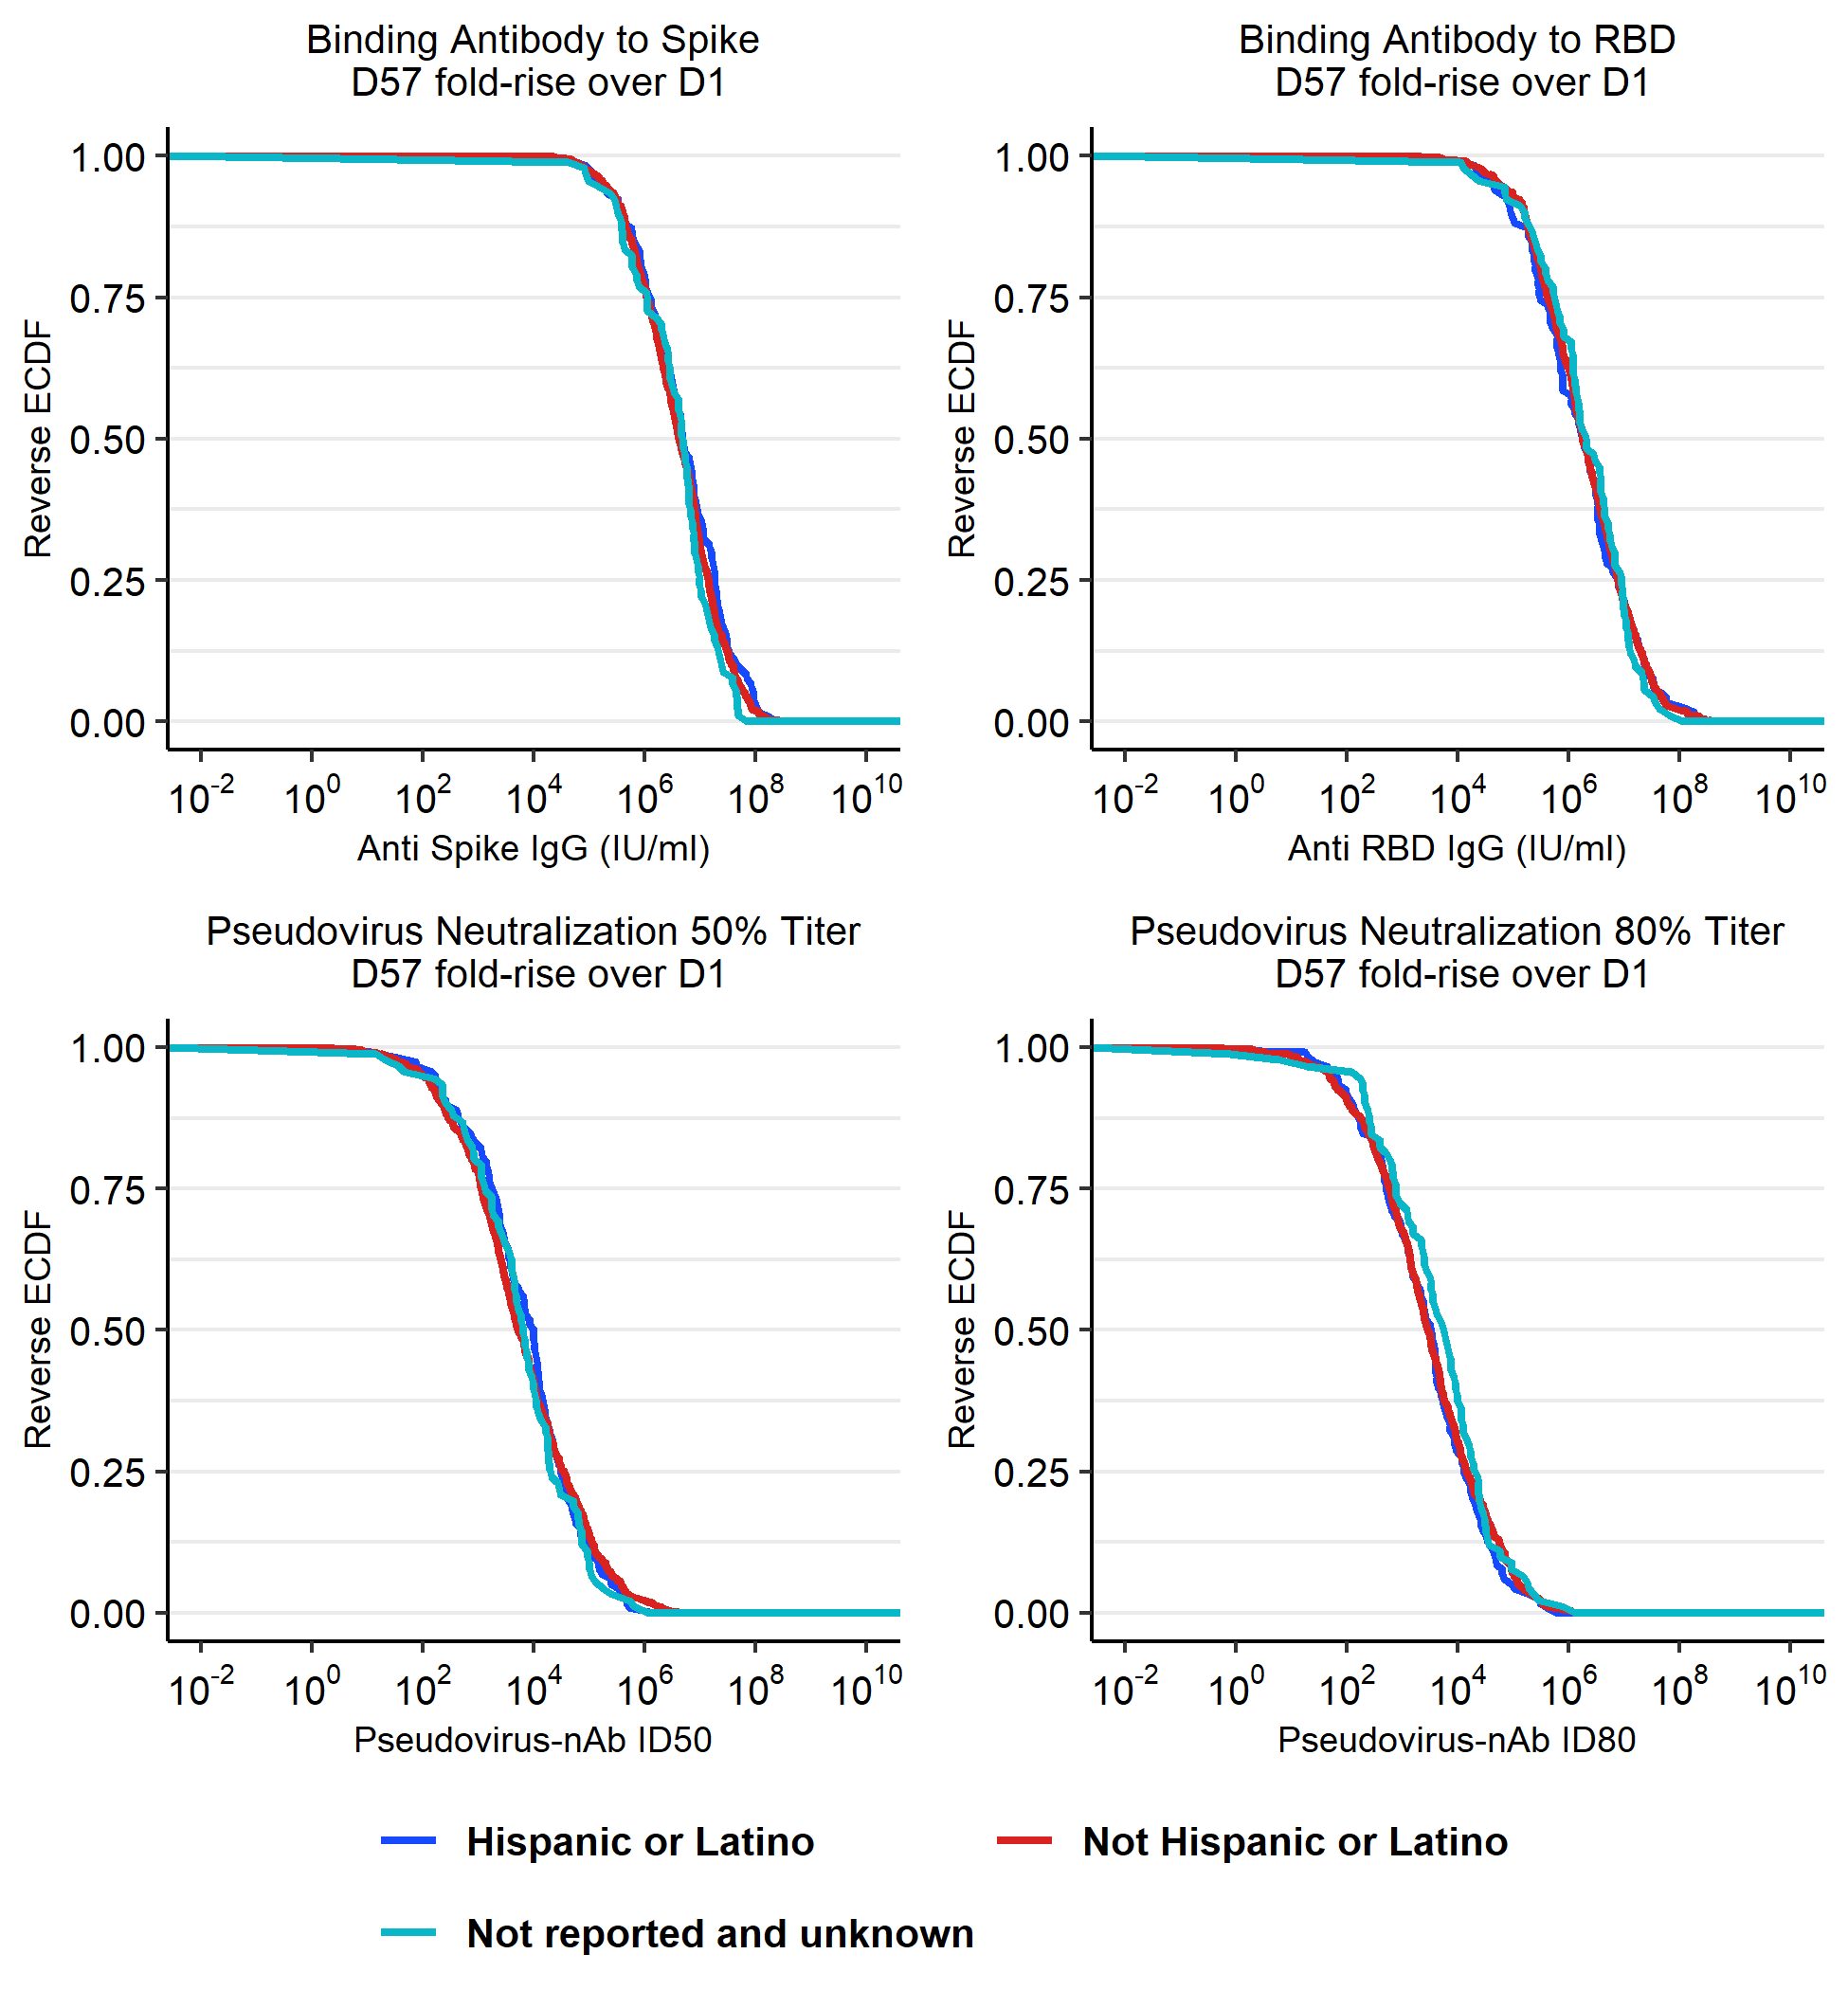 Binding Antibody to Spike
D57 fold-rise over D1
Reverse ECDF
1.00
0.75
0.50
0.25
0.00
10^-2 10^0 10^2 10^4 10^6 10^8 10^10
Anti Spike IgG (IU/ml)
Binding Antibody to RBD
D57 fold-rise over D1
Reverse ECDF
1.00
0.75
0.50
0.25
0.00
10^-2 10^0 10^2 10^4 10^6 10^8 10^10
Anti RBD IgG (IU/ml)
Pseudovirus Neutralization 50% Titer
D57 fold-rise over D1
Reverse ECDF
1.00
0.75
0.50
0.25
0.00
10^-2 10^0 10^2 10^4 10^6 10^8 10^10
Pseudovirus-nAb ID50
Pseudovirus Neutralization 80% Titer
D57 fold-rise over D1
Reverse ECDF
1.00
0.75
0.50
0.25
0.00
10^-2 10^0 10^2 10^4 10^6 10^8 10^10
Pseudovirus-nAb ID80
Hispanic or Latino
Not Hispanic or Latino
Not reported and unknown